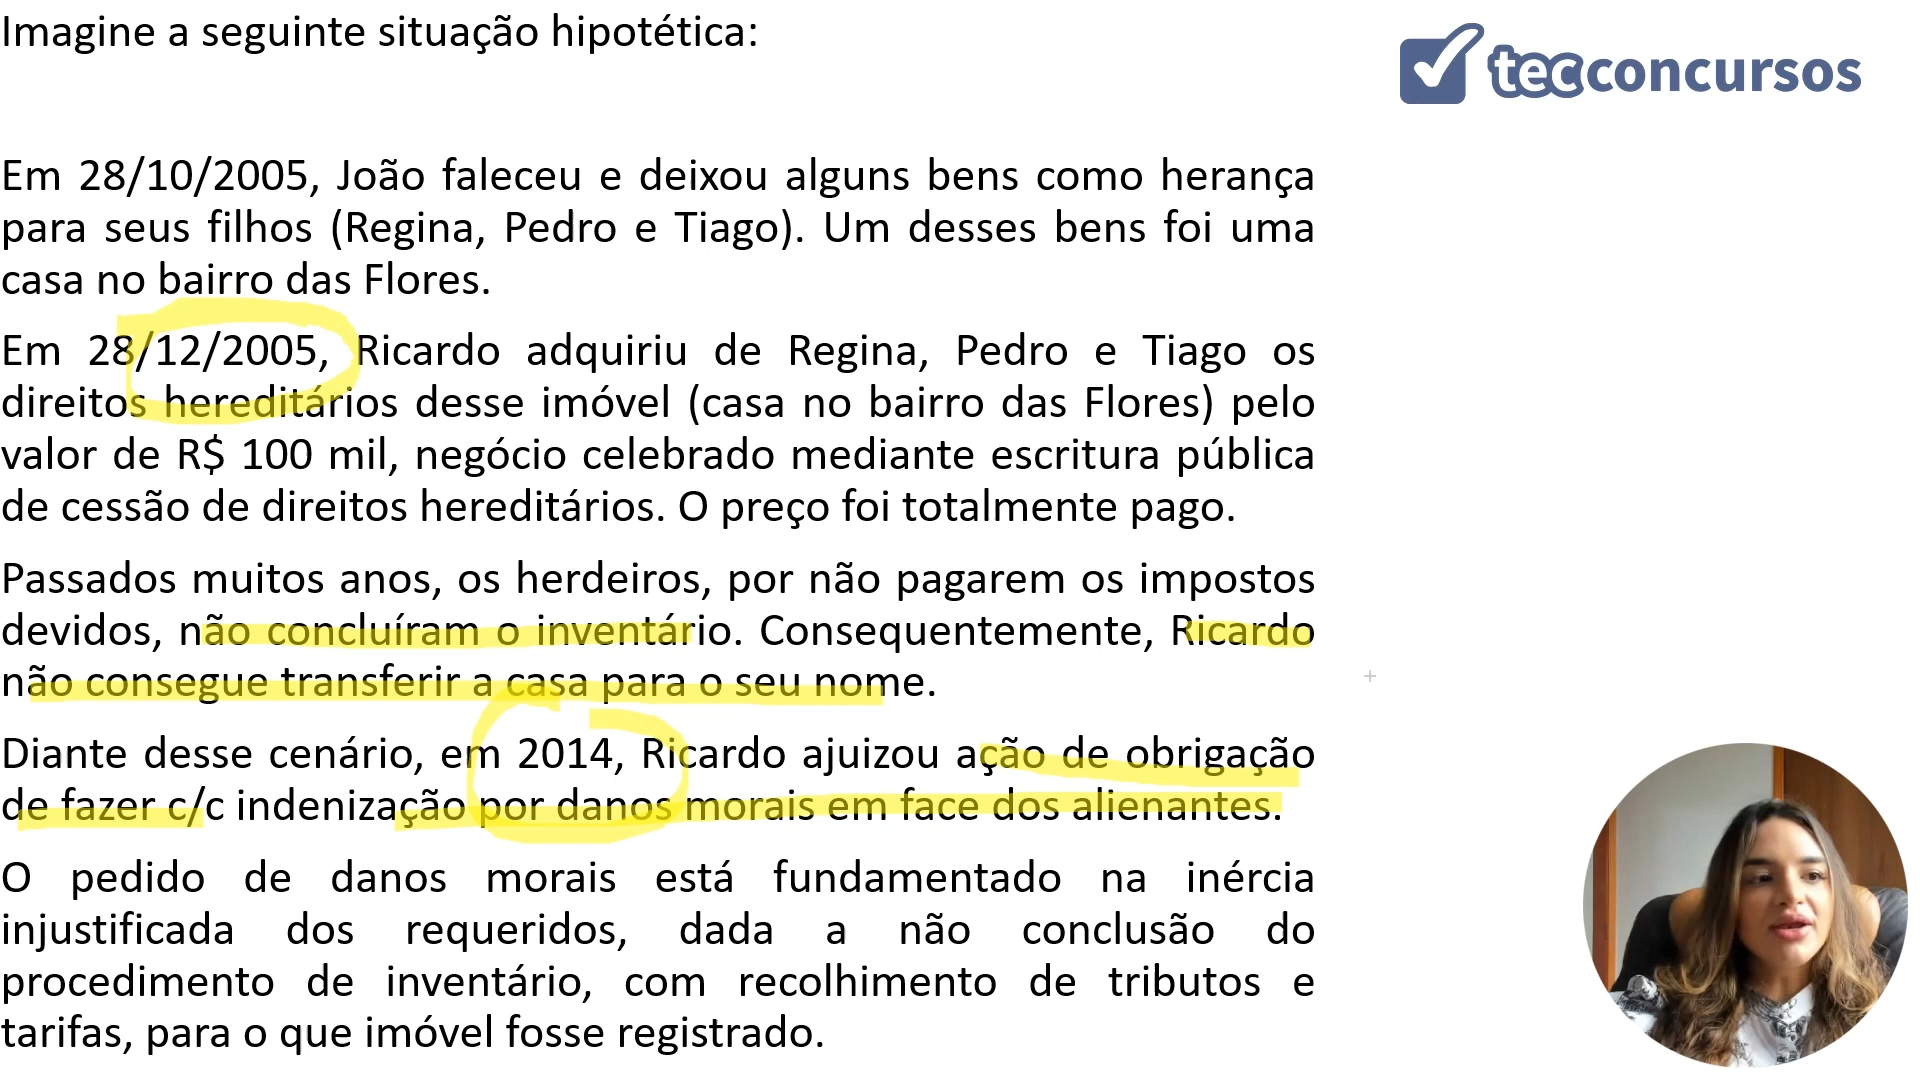 Imagine a seguinte situação hipotética:
tecconcursos
Em 28/10/2005, João faleceu e deixou alguns bens como herança
para seus filhos (Regina, Pedro e Tiago). Um desses bens foi uma
casa no bairro das Flores.
Em 28/12/2005, Ricardo adquiriu de Regina, Pedro e Tiago os
direitos hereditários desse imóvel (casa no bairro das Flores) pelo
valor de R$ 100 mil, negócio celebrado mediante escritura pública
de cessão de direitos hereditários. O preço foi totalmente pago.
Passados muitos anos, os herdeiros, por não pagarem os impostos
devidos, não concluíram o inventário. Consequentemente, Ricardo
não consegue transferir a casa para o seu nome.
Diante desse cenário, em 2014, Ricardo ajuizou ação de obrigação
de fazer c/c indenização por danos morais em face dos alienantes.
O pedido de danos morais está fundamentado na inércia
injustificada dos requeridos, dada a não conclusão do
procedimento de inventário, com recolhimento de tributos e
tarifas, para o que imóvel fosse registrado.